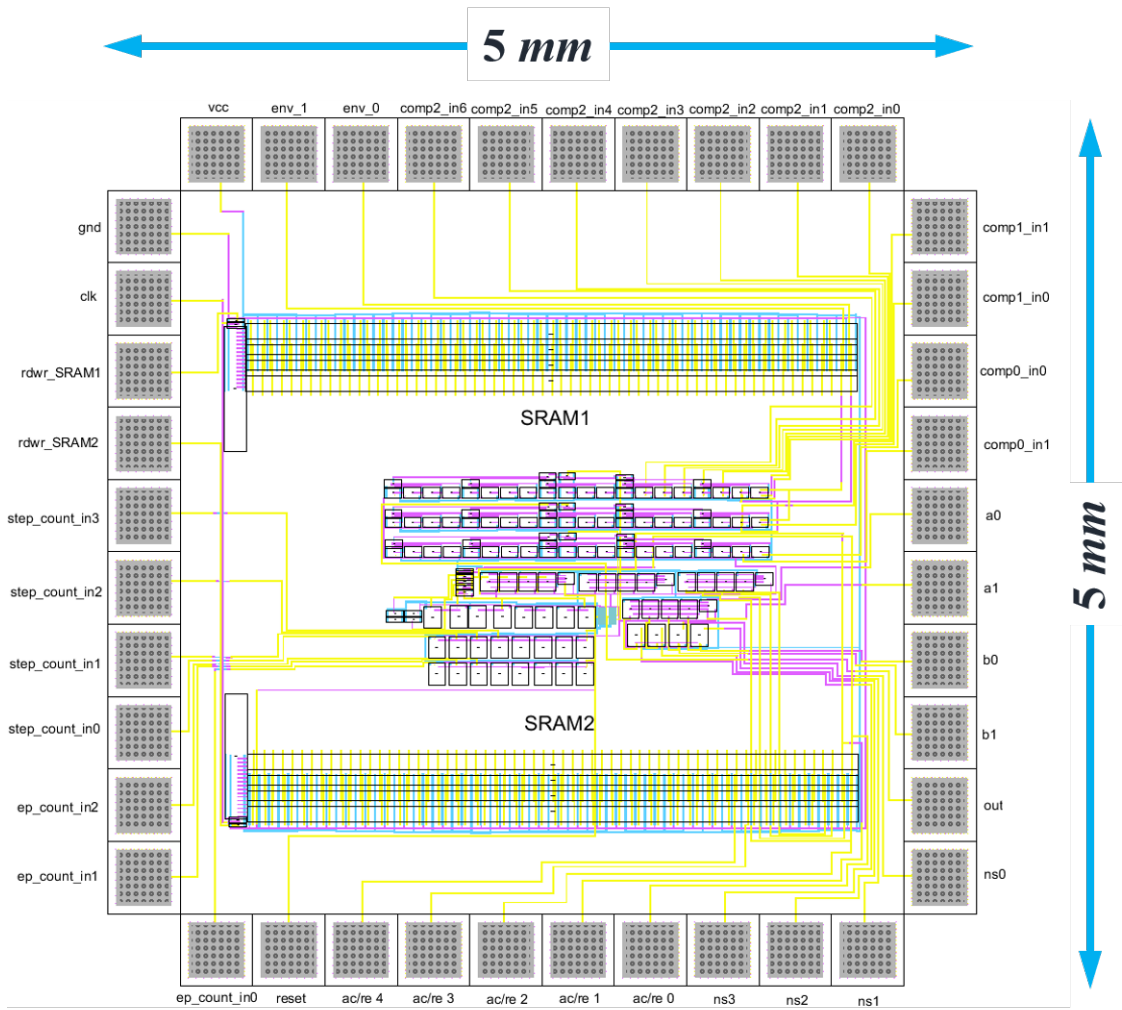 5 mm
vcc env_1 env_0 comp2_in6 comp2_in5 comp2_in4 comp2_in3 comp2_in2 comp2_in1 comp2_in0
gnd
comp1_in1
clk
comp1_in0
rdwr_SRAM1
comp0_in0
SRAM1
rdwr_SRAM2
comp0_in1
step_count_in3
a0
5 mm
step_count_in2
a1
step_count_in1
b0
SRAM2
step_count_in0
b1
ep_count_in2
out
ep_count_in1
ns0
ep_count_in0 reset ac/re 4 ac/re 3 ac/re 2 ac/re 1 ac/re 0 ns3 ns2 ns1